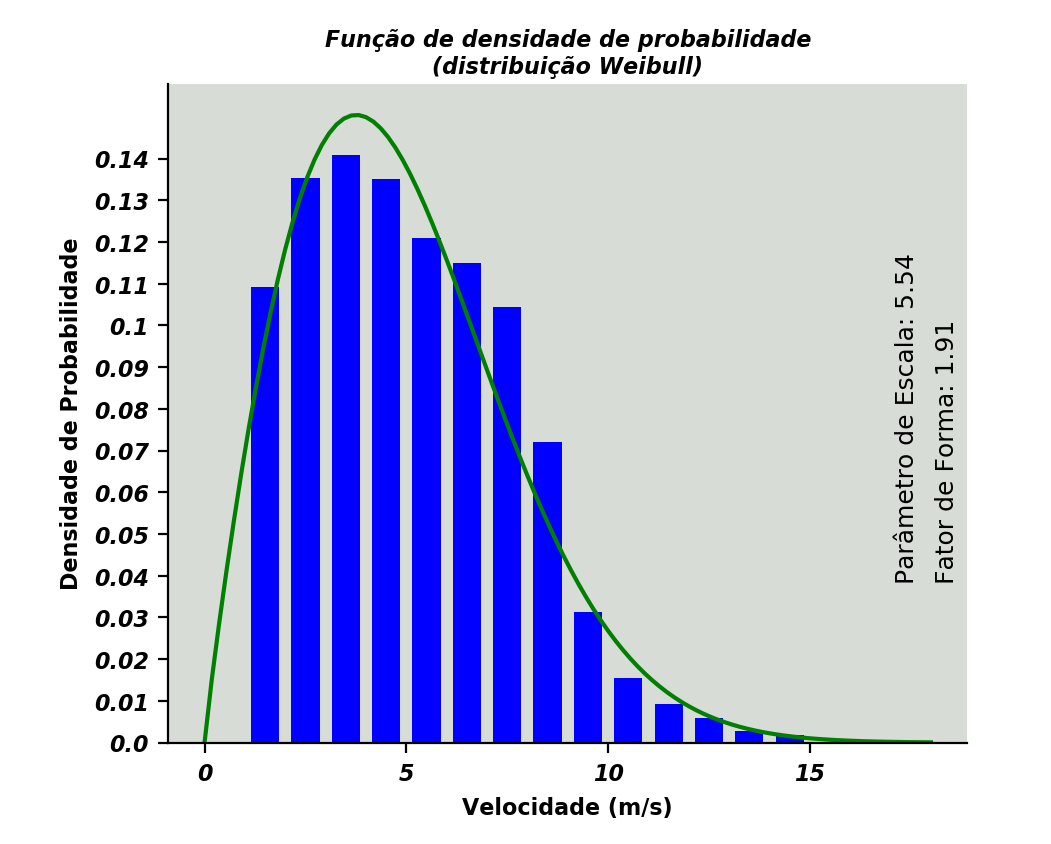 Função de densidade de probabilidade
(distribuição Weibull)
Densidade de Probabilidade
0.14
0.13
0.12
0.11
0.1
0.09
0.08
0.07
0.06
0.05
0.04
0.03
0.02
0.01
0.0
0 5 10 15
Velocidade (m/s)
Parâmetro de Escala: 5.54
Fator de Forma: 1.91